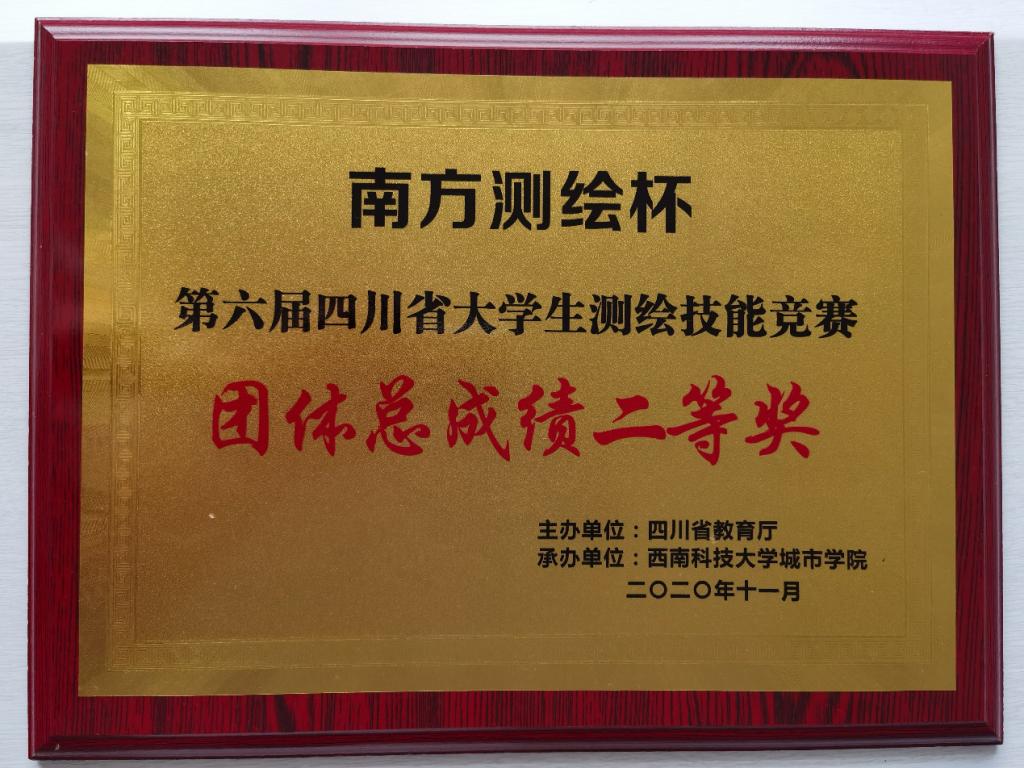 南方测绘杯
第六届四川省大学生测绘技能竞赛
团体总成绩二等奖
主办单位：四川省教育厅
承办单位：西南科技大学城市学院
二〇二〇年十一月